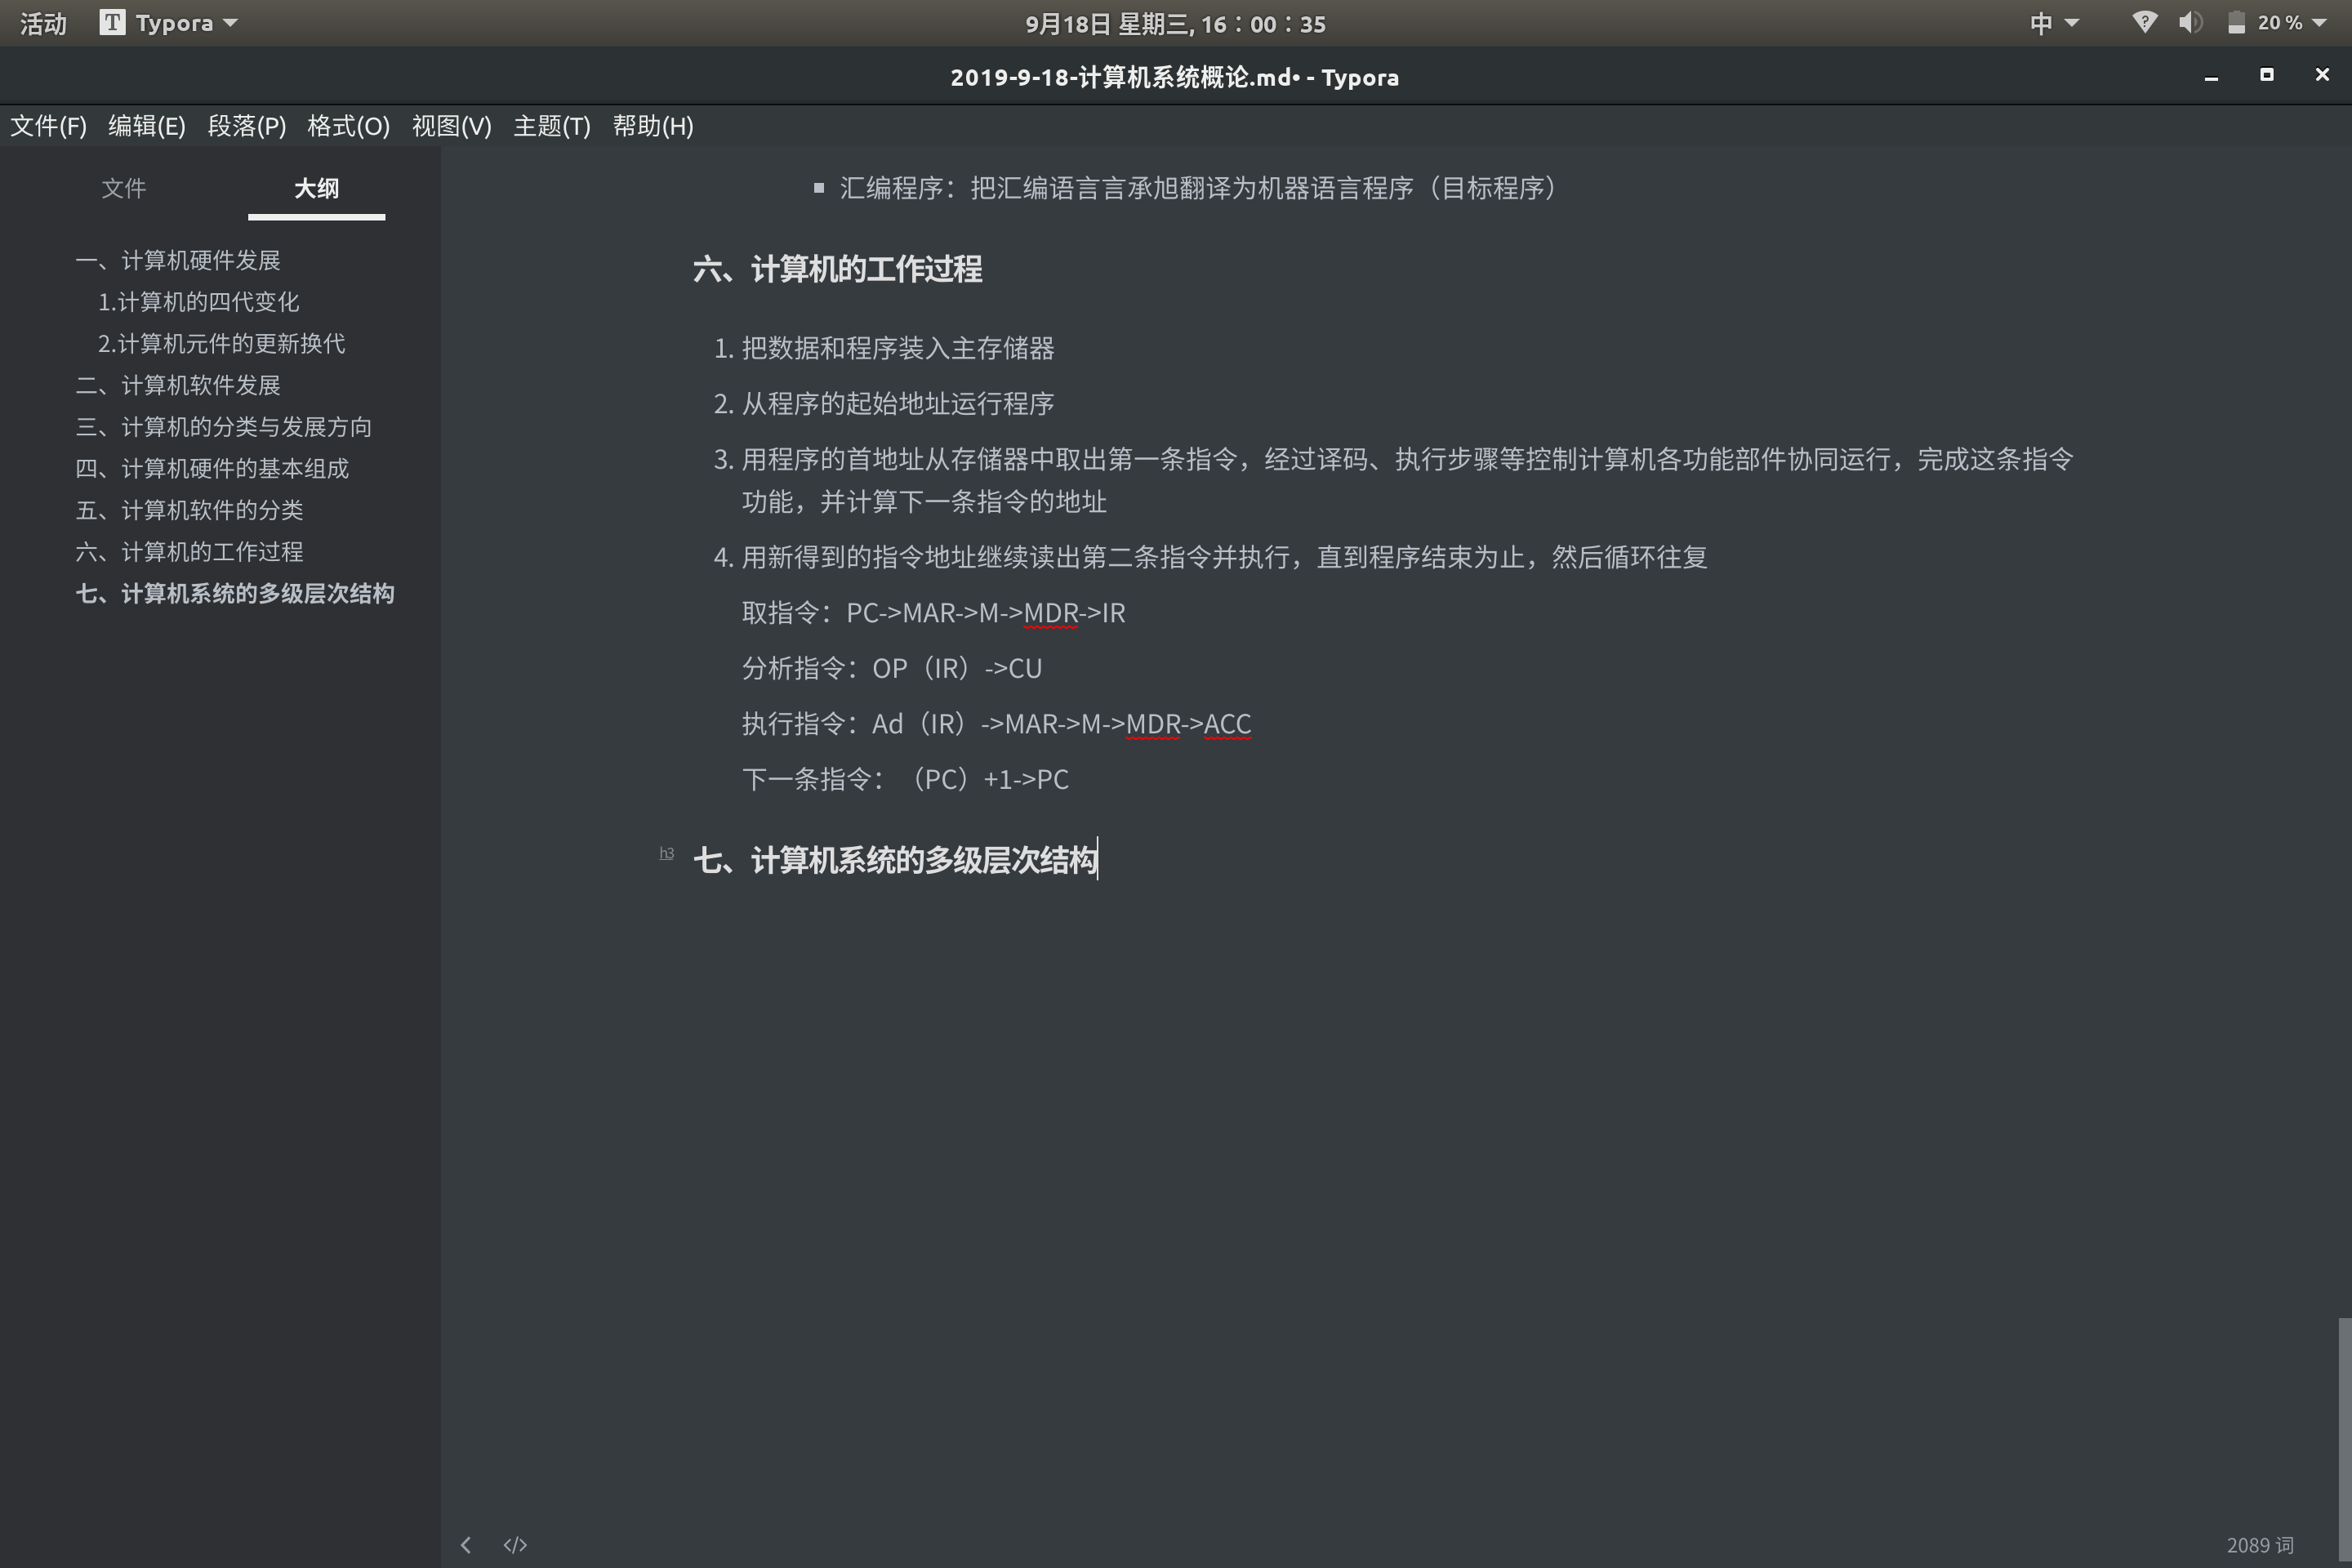 活动 Typora 9月18日 星期三, 16：00：35 中 20 %
2019-9-18-计算机系统概论.md• - Typora
文件(F) 编辑(E) 段落(P) 格式(O) 视图(V) 主题(T) 帮助(H)
文件 大纲
一、计算机硬件发展
1.计算机的四代变化
2.计算机元件的更新换代
二、计算机软件发展
三、计算机的分类与发展方向
四、计算机硬件的基本组成
五、计算机软件的分类
六、计算机的工作过程
七、计算机系统的多级层次结构
汇编程序：把汇编语言言承旭翻译为机器语言程序（目标程序）
六、计算机的工作过程
1. 把数据和程序装入主存储器
2. 从程序的起始地址运行程序
3. 用程序的首地址从存储器中取出第一条指令，经过译码、执行步骤等控制计算机各功能部件协同运行，完成这条指令
功能，并计算下一条指令的地址
4. 用新得到的指令地址继续读出第二条指令并执行，直到程序结束为止，然后循环往复
取指令：PC->MAR->M->MDR->IR
分析指令：OP（IR）->CU
执行指令：Ad（IR）->MAR->M->MDR->ACC
下一条指令：（PC）+1->PC
h3 七、计算机系统的多级层次结构
</> 2089 词